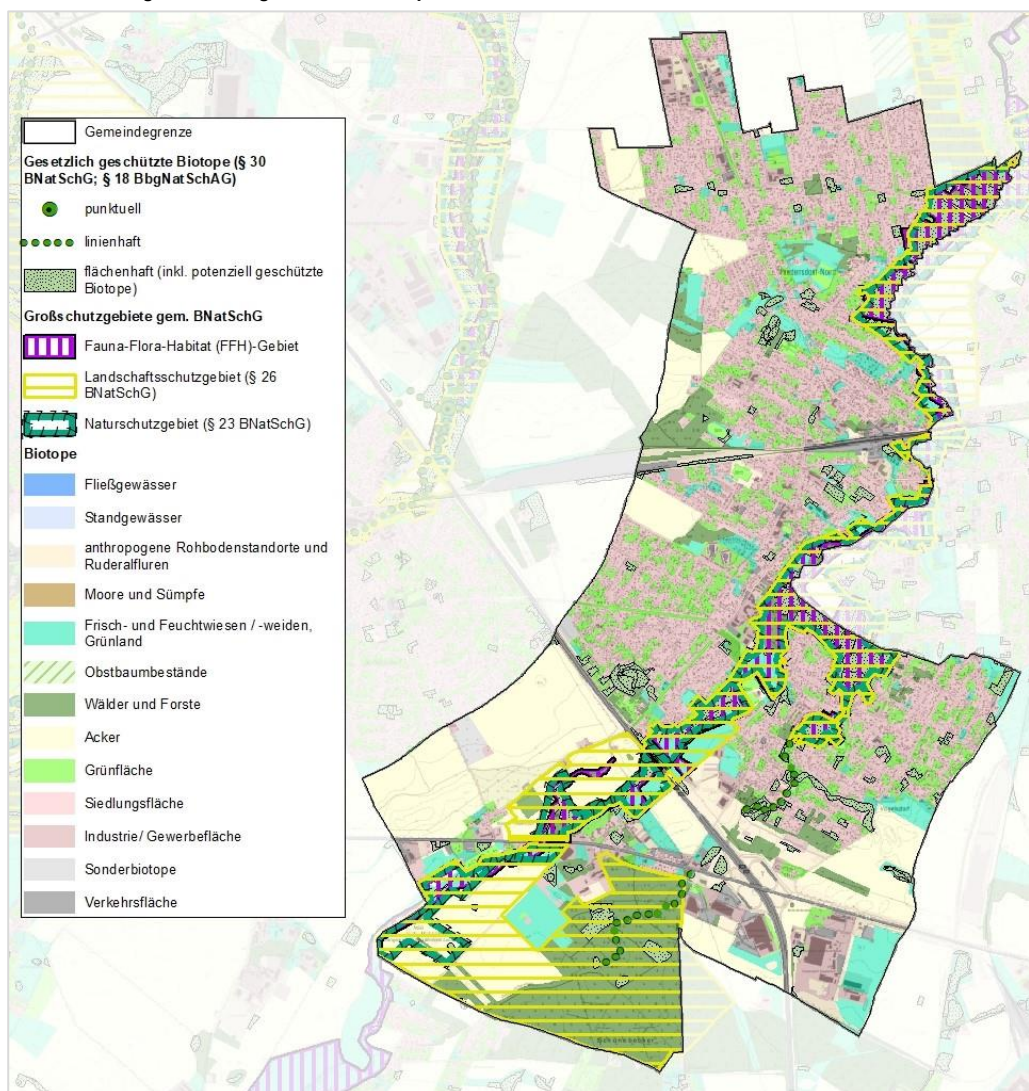 Gemeindegrenze
Gesetzlich geschützte Biotope (§ 30
BNatSchG; § 18 BbgNatSchAG)
punktuell
linienhaft
flächenhaft (inkl. potenziell geschützte
Biotope)
Großschutzgebiete gem. BNatSchG
Fauna-Flora-Habitat (FFH)-Gebiet
Landschaftsschutzgebiet (§ 26
BNatSchG)
Naturschutzgebiet (§ 23 BNatSchG)
Biotope
Fließgewässer
Standgewässer
anthropogene Rohbodenstandorte und
Ruderalfluren
Moore und Sümpfe
Frisch- und Feuchtwiesen / -weiden,
Grünland
Obstbaumbestände
Wälder und Forste
Acker
Grünfläche
Siedlungsfläche
Industrie/ Gewerbefläche
Sonderbiotope
Verkehrsfläche